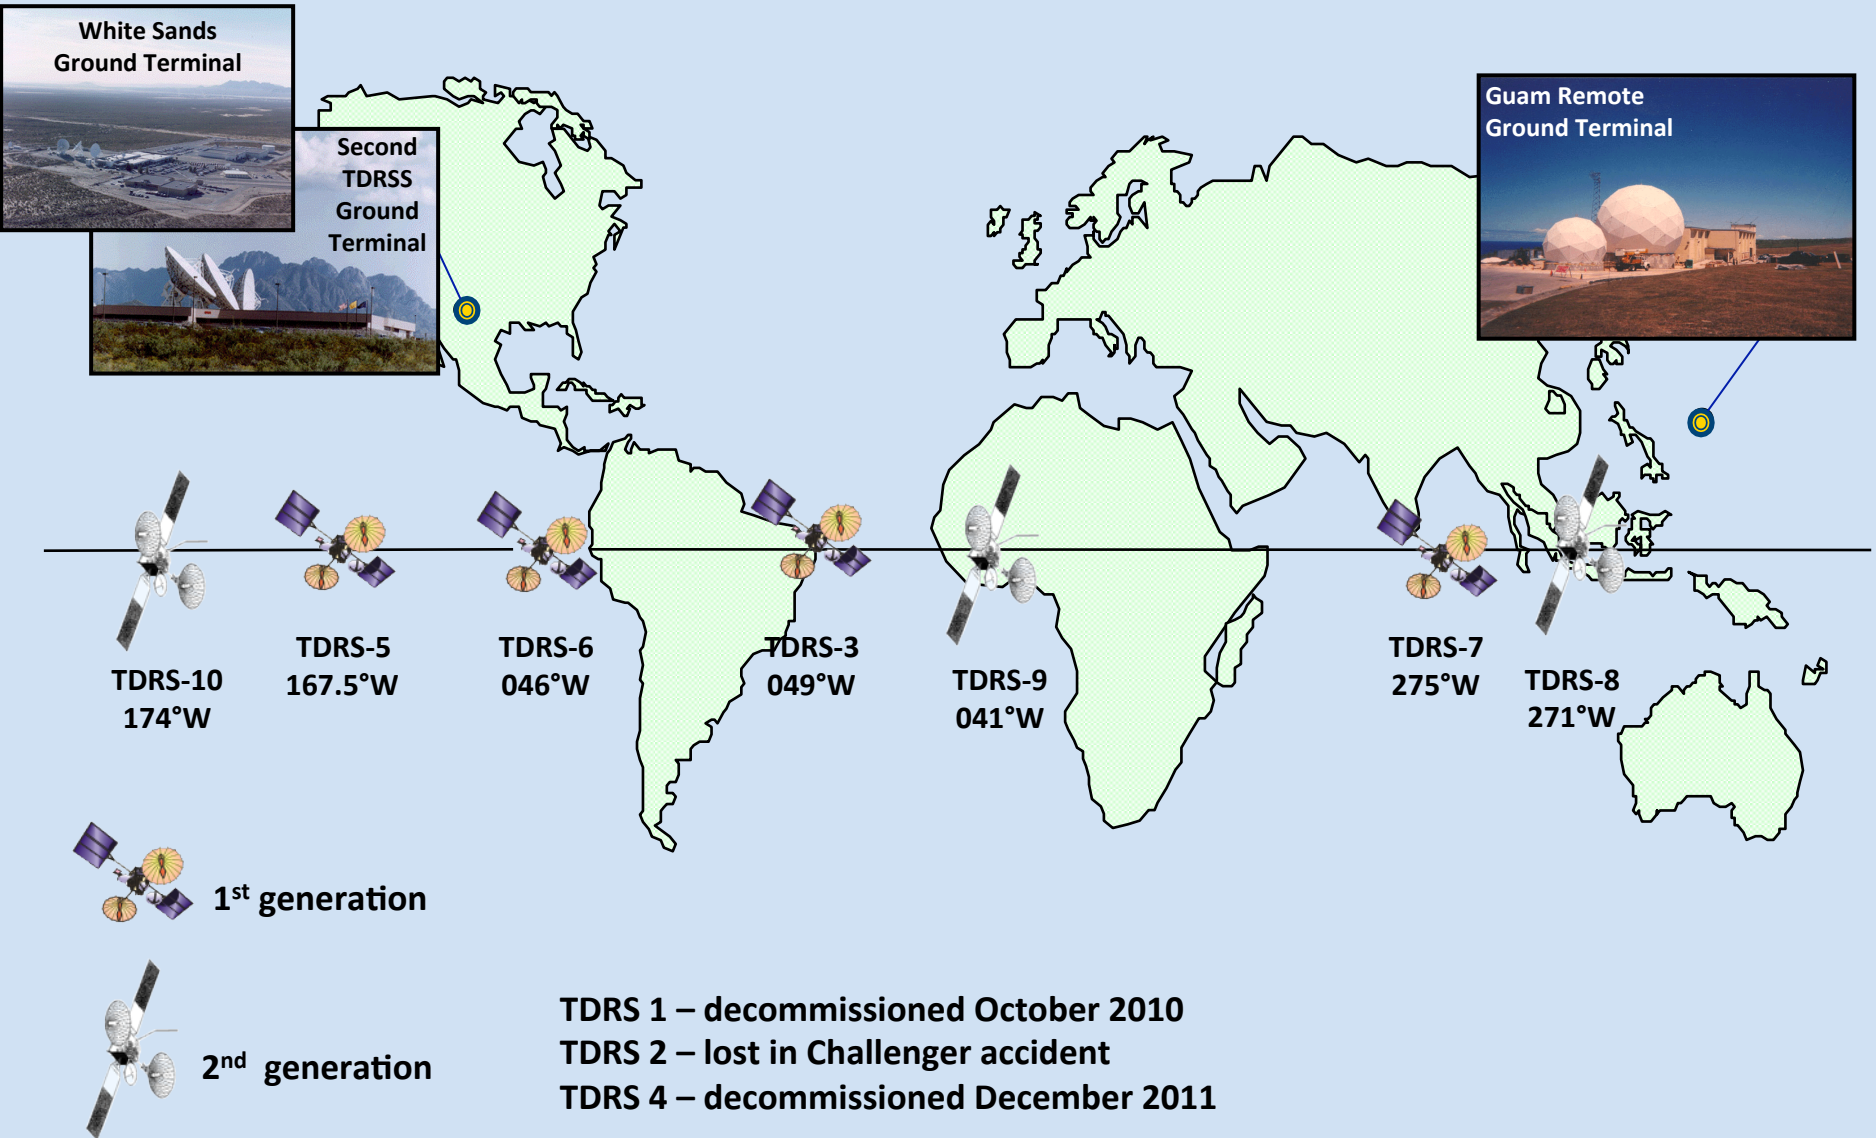 White Sands
Ground Terminal
Second
TDRSS
Ground
Terminal
Guam Remote
Ground Terminal
TDRS-10
174°W
TDRS-5
167.5°W
TDRS-6
046°W
TDRS-3
049°W
TDRS-9
041°W
TDRS-7
275°W
TDRS-8
271°W
1st generation
2nd generation
TDRS 1 – decommissioned October 2010
TDRS 2 – lost in Challenger accident
TDRS 4 – decommissioned December 2011